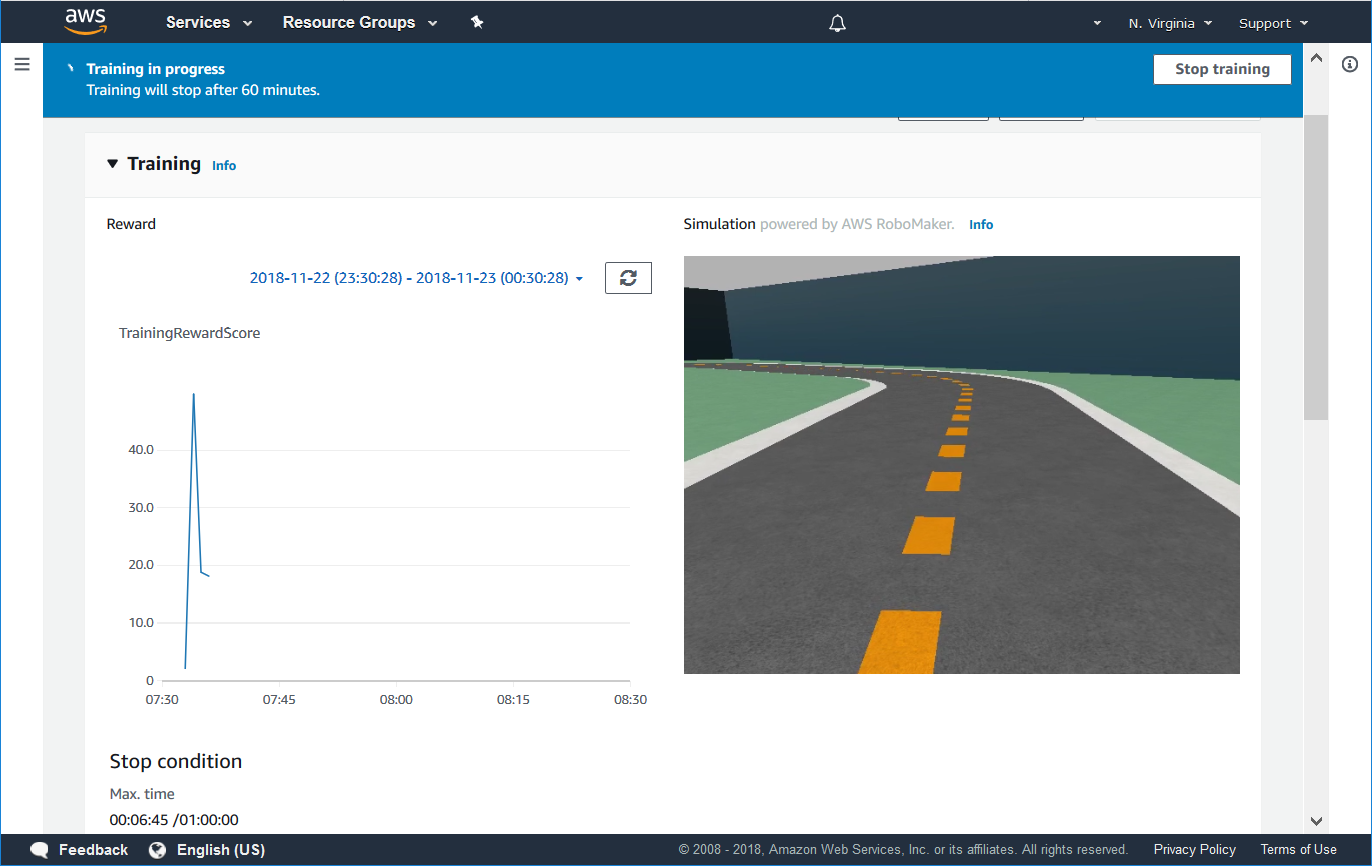 aws Services Resource Groups N. Virginia Support
Training in progress
Training will stop after 60 minutes.
Stop training
Training Info
Reward
Simulation powered by AWS RoboMaker. Info
2018-11-22 (23:30:28) - 2018-11-23 (00:30:28)
TrainingRewardScore
40.0
30.0
20.0
10.0
0
07:30 07:45 08:00 08:15 08:30
Stop condition
Max. time
00:06:45 /01:00:00
Feedback English (US) © 2008 - 2018, Amazon Web Services, Inc. or its affiliates. All rights reserved. Privacy Policy Terms of Use